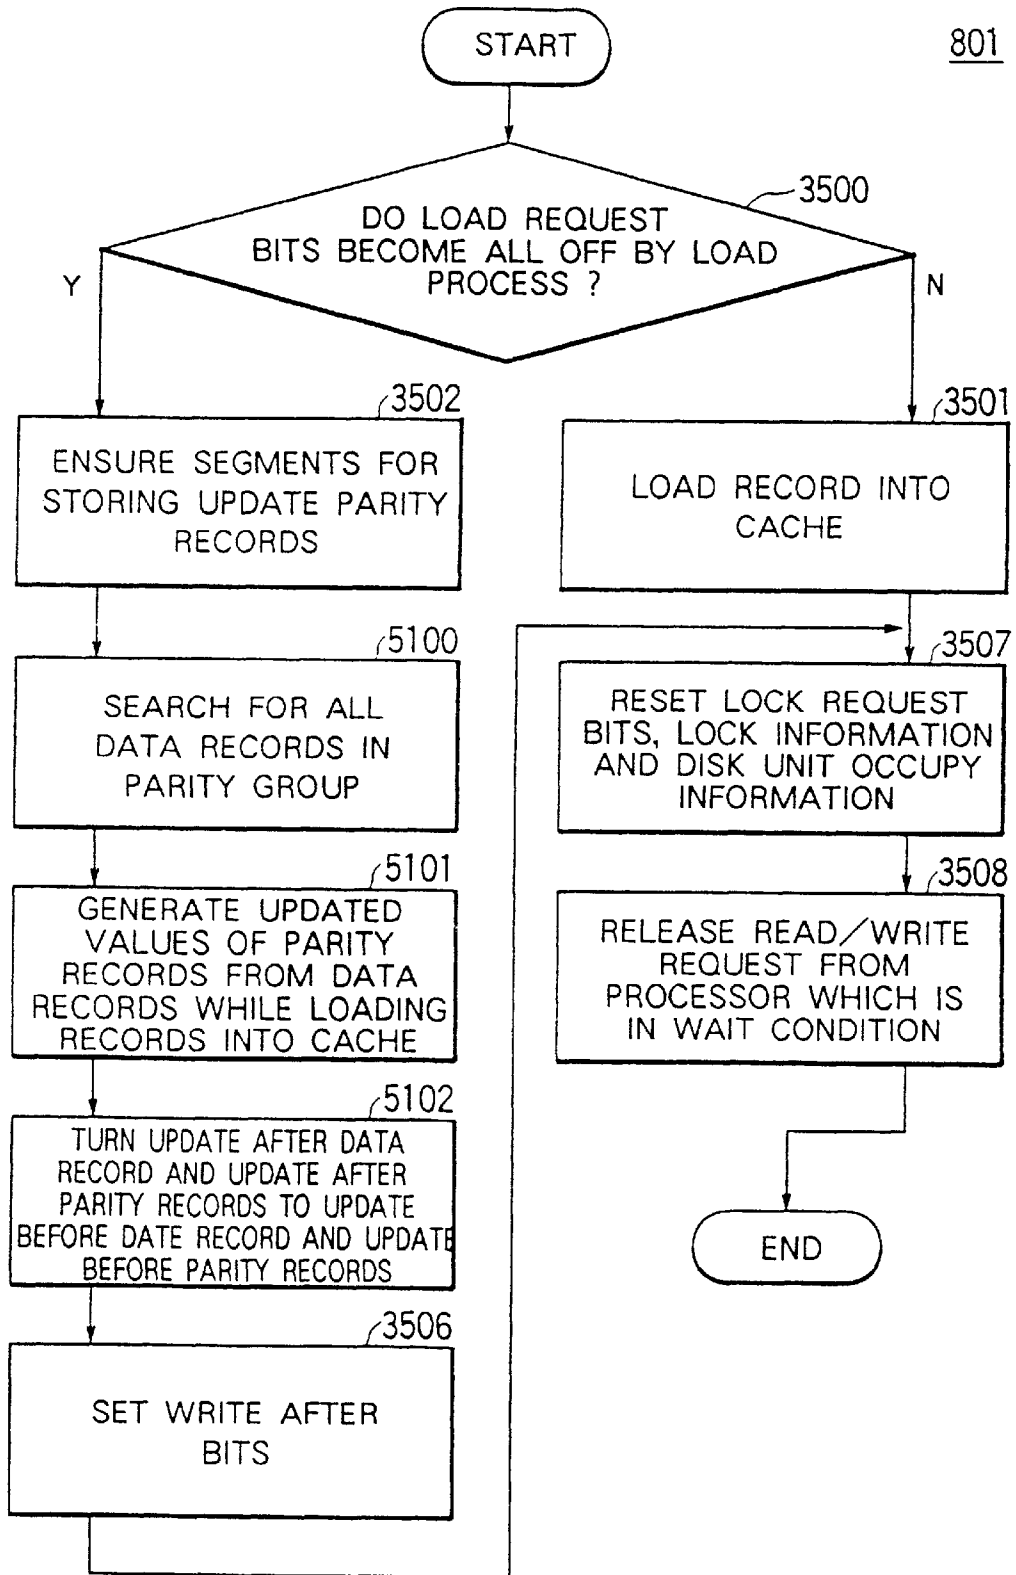 START
801
3500
DO LOAD REQUEST
BITS BECOME ALL OFF BY LOAD
PROCESS ?
Y
N
3502
ENSURE SEGMENTS FOR
STORING UPDATE PARITY
RECORDS
3501
LOAD RECORD INTO
CACHE
5100
SEARCH FOR ALL
DATA RECORDS IN
PARITY GROUP
3507
RESET LOCK REQUEST
BITS, LOCK INFORMATION
AND DISK UNIT OCCUPY
INFORMATION
5101
GENERATE UPDATED
VALUES OF PARITY
RECORDS FROM DATA
RECORDS WHILE LOADING
RECORDS INTO CACHE
3508
RELEASE READ/WRITE
REQUEST FROM
PROCESSOR WHICH IS
IN WAIT CONDITION
5102
TURN UPDATE AFTER DATA
RECORD AND UPDATE AFTER
PARITY RECORDS TO UPDATE
BEFORE DATE RECORD AND UPDATE
BEFORE PARITY RECORDS
END
3506
SET WRITE AFTER
BITS